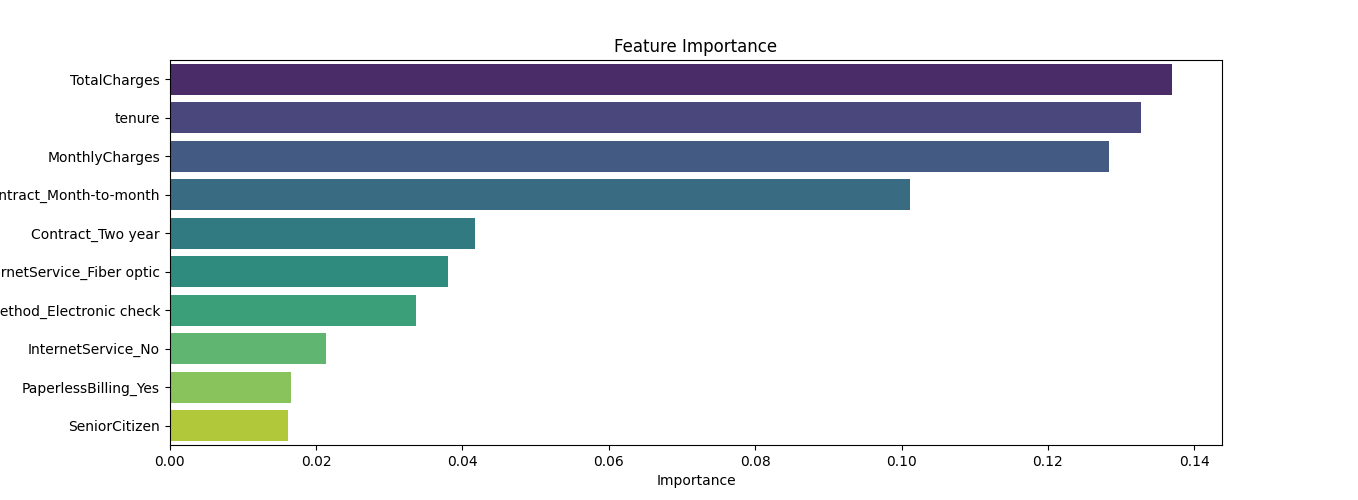 Feature Importance
TotalCharges
tenure
MonthlyCharges
ntract_Month-to-month
Contract_Two year
rnetService_Fiber optic
ethod_Electronic check
InternetService_No
PaperlessBilling_Yes
SeniorCitizen
0.00 0.02 0.04 0.06 0.08 0.10 0.12 0.14
Importance